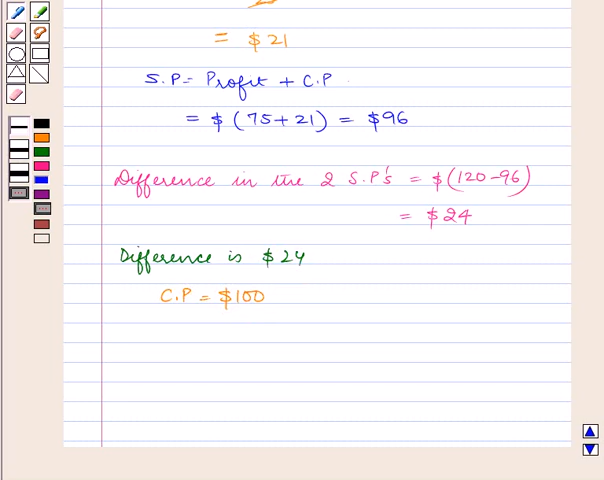 = $21
S.P = Profit + C.P
= $ (75+21) = $96
Difference in the 2 S.P's = $(120-96)
= $24
Difference is $24
C.P = $100